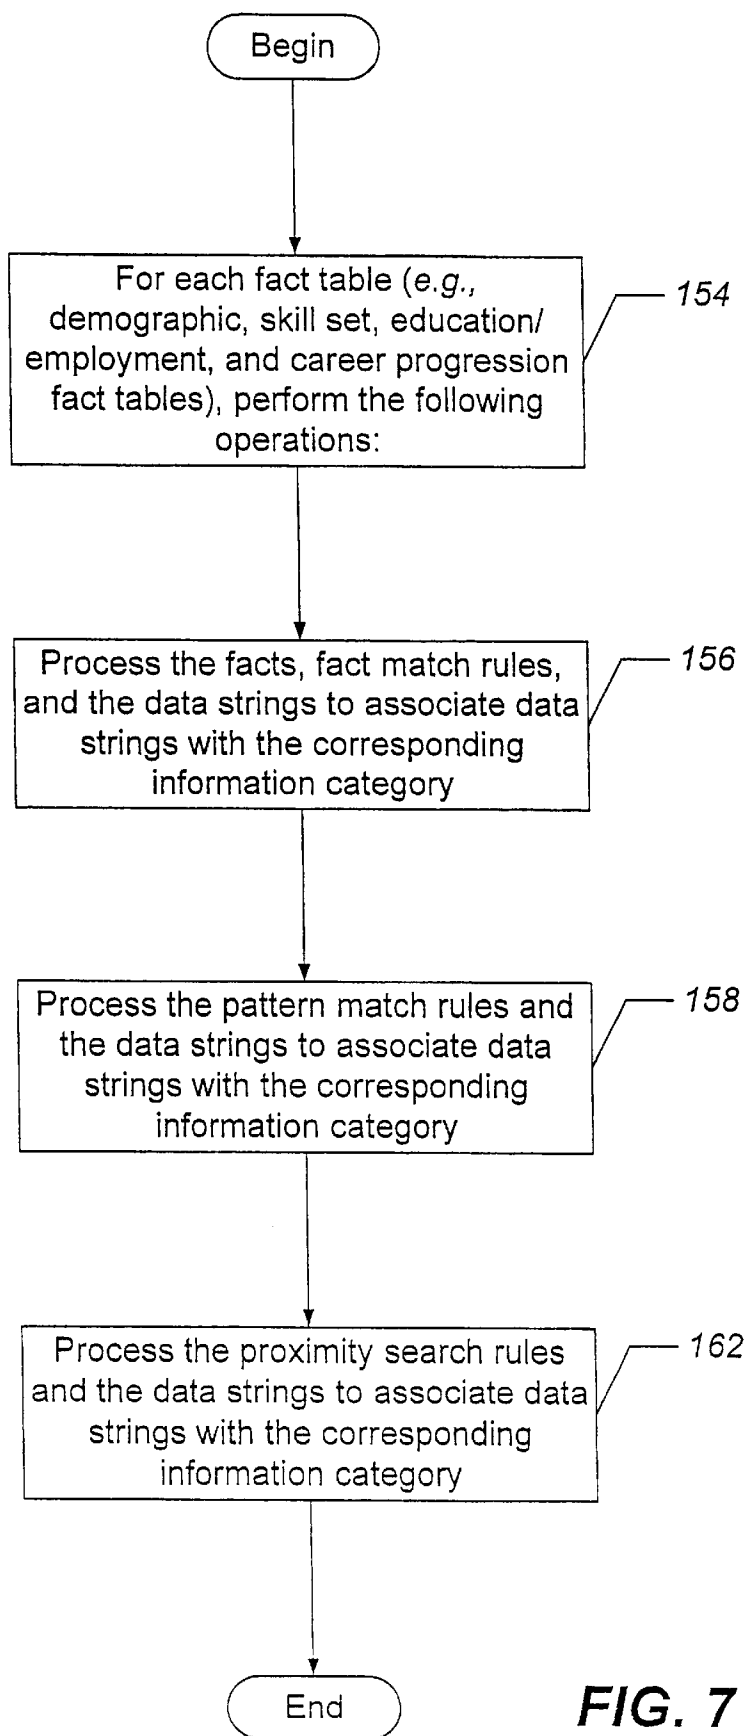 Begin
For each fact table (e.g.,
demographic, skill set, education/
employment, and career progression
fact tables), perform the following
operations:
154
Process the facts, fact match rules,
and the data strings to associate data
strings with the corresponding
information category
156
Process the pattern match rules and
the data strings to associate data
strings with the corresponding
information category
158
Process the proximity search rules
and the data strings to associate data
strings with the corresponding
information category
162
End
FIG. 7